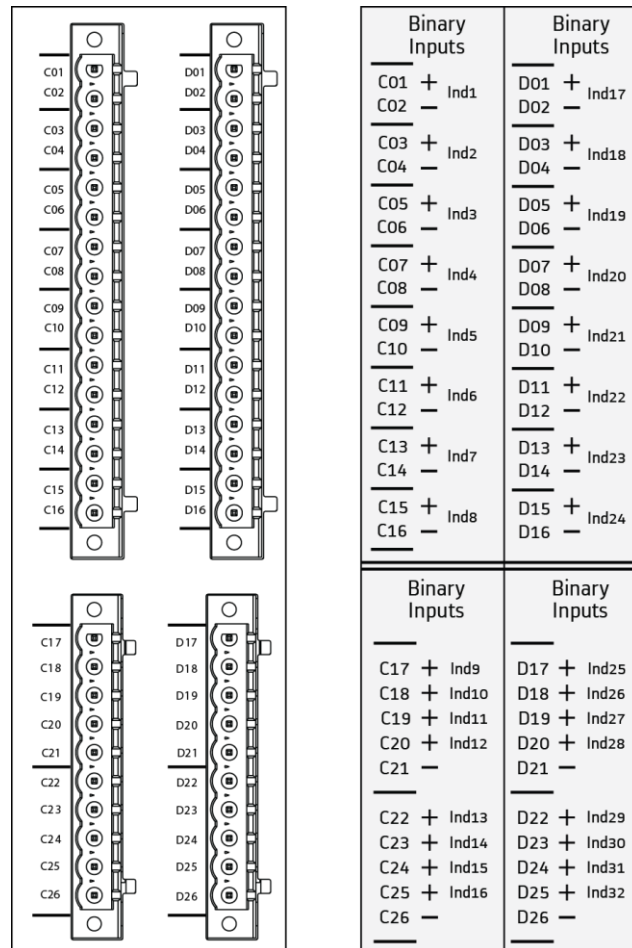 C01
C02
C03
C04
C05
C06
C07
C08
C09
C10
C11
C12
C13
C14
C15
C16
D01
D02
D03
D04
D05
D06
D07
D08
D09
D10
D11
D12
D13
D14
D15
D16
C17
C18
C19
C20
C21
C22
C23
C24
C25
C26
D17
D18
D19
D20
D21
D22
D23
D24
D25
D26
Binary
Inputs
C01 + Ind1
C02 –
C03 + Ind2
C04 –
C05 + Ind3
C06 –
C07 + Ind4
C08 –
C09 + Ind5
C10 –
C11 + Ind6
C12 –
C13 + Ind7
C14 –
C15 + Ind8
C16 –
Binary
Inputs
D01 + Ind17
D02 –
D03 + Ind18
D04 –
D05 + Ind19
D06 –
D07 + Ind20
D08 –
D09 + Ind21
D10 –
D11 + Ind22
D12 –
D13 + Ind23
D14 –
D15 + Ind24
D16 –
Binary
Inputs
C17 + Ind9
C18 + Ind10
C19 + Ind11
C20 + Ind12
C21 –
C22 + Ind13
C23 + Ind14
C24 + Ind15
C25 + Ind16
C26 –
Binary
Inputs
D17 + Ind25
D18 + Ind26
D19 + Ind27
D20 + Ind28
D21 –
D22 + Ind29
D23 + Ind30
D24 + Ind31
D25 + Ind32
D26 –